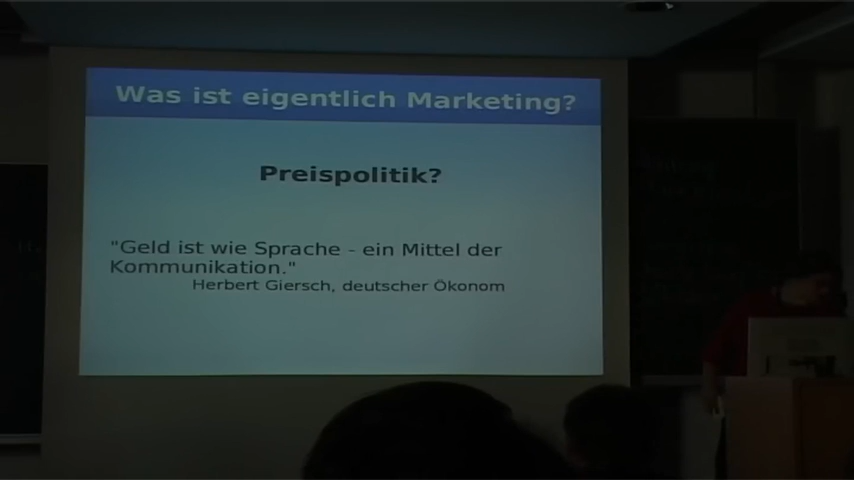 Was ist eigentlich Marketing?
Preispolitik?
"Geld ist wie Sprache - ein Mittel der
Kommunikation."
Herbert Giersch, deutscher Ökonom